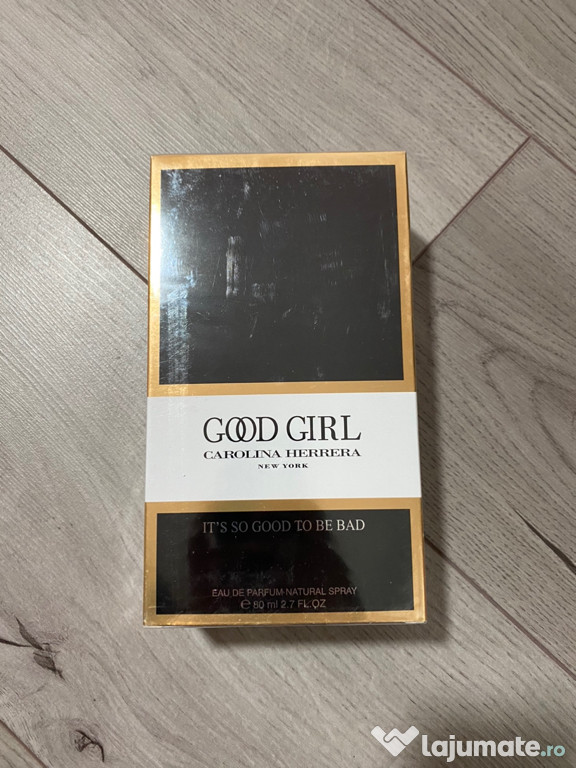 GOOD GIRL
CAROLINA HERRERA
NEW YORK
IT'S SO GOOD TO BE BAD
EAU DE PARFUM-NATURAL SPRAY
℮ 80 ml 2.7 FL.OZ
lajumate.ro